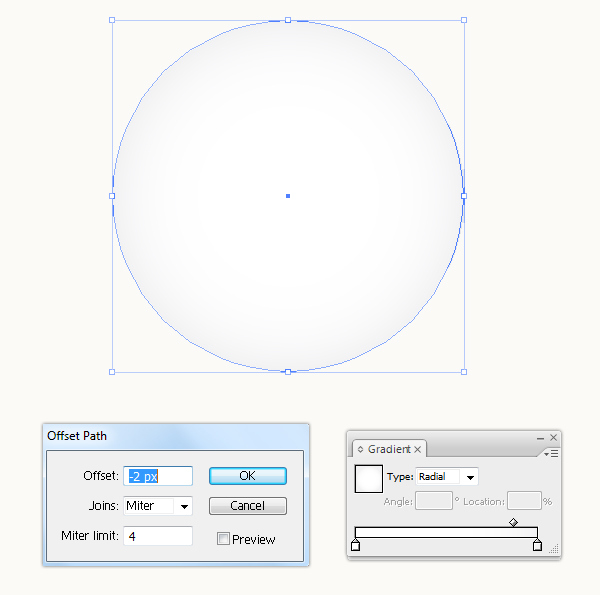 Offset Path
Offset: -2 px OK
Joins: Miter Cancel
Miter limit: 4 Preview
Gradient
Type: Radial
Angle: ° Location: %